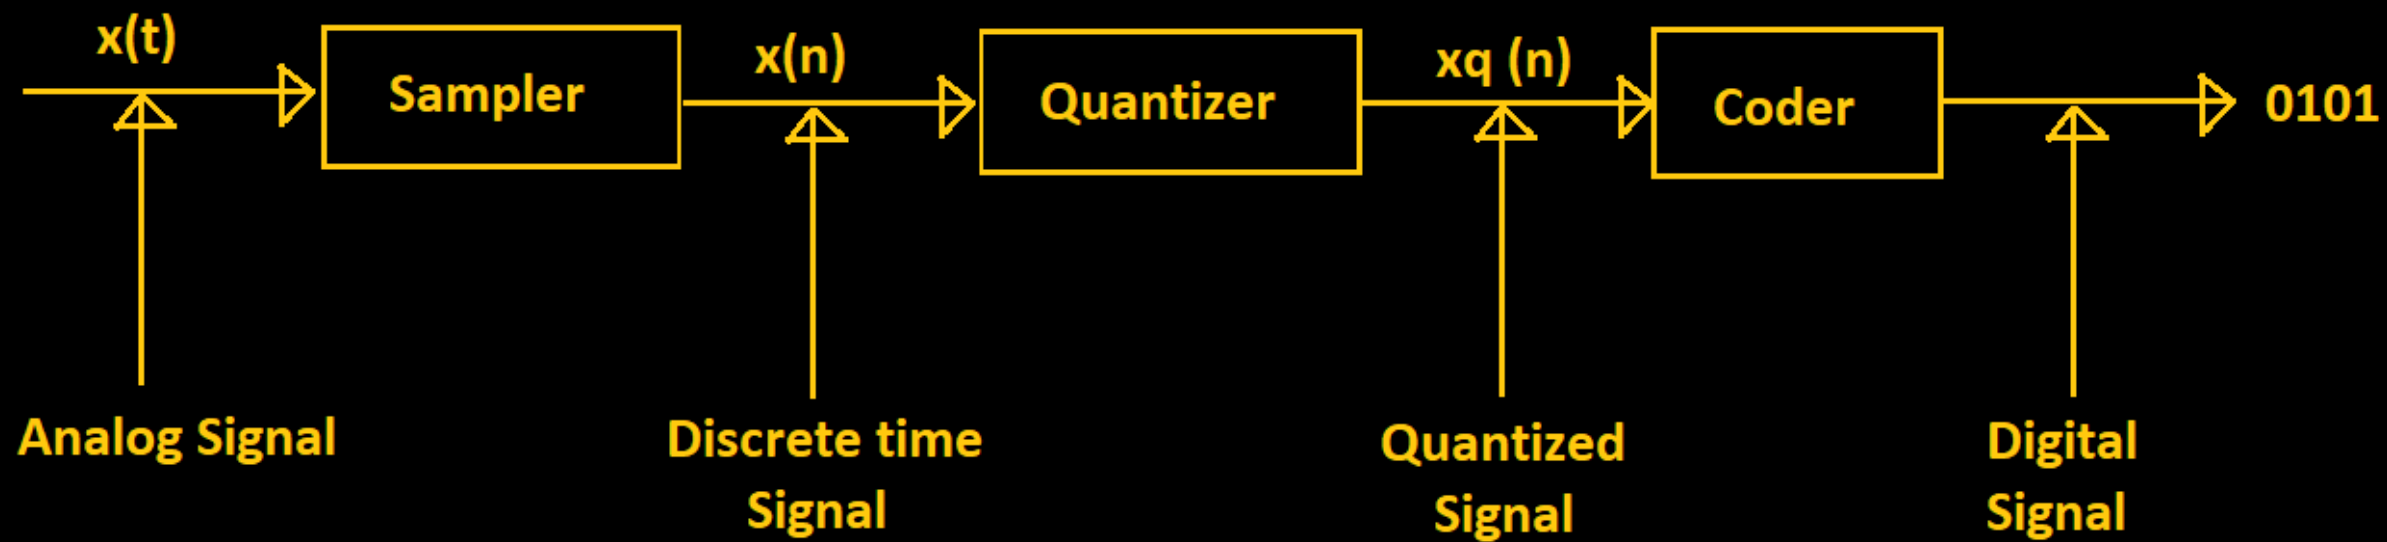 x(t)
Sampler
x(n)
Quantizer
xq (n)
Coder
0101
Analog Signal
Discrete time
Signal
Quantized
Signal
Digital
Signal